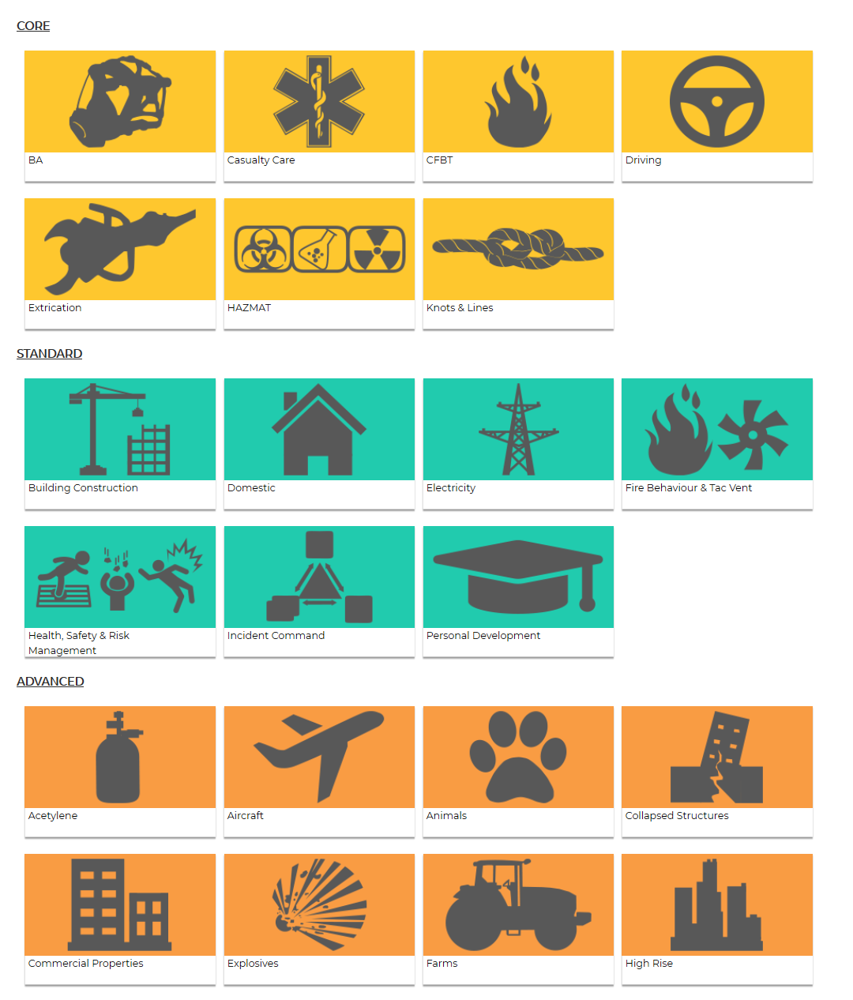 CORE
BA
Casualty Care
CFBT
Driving
Extrication
HAZMAT
Knots & Lines
STANDARD
Building Construction
Domestic
Electricity
Fire Behaviour & Tac Vent
Health, Safety & Risk
Management
Incident Command
Personal Development
ADVANCED
Acetylene
Aircraft
Animals
Collapsed Structures
Commercial Properties
Explosives
Farms
High Rise